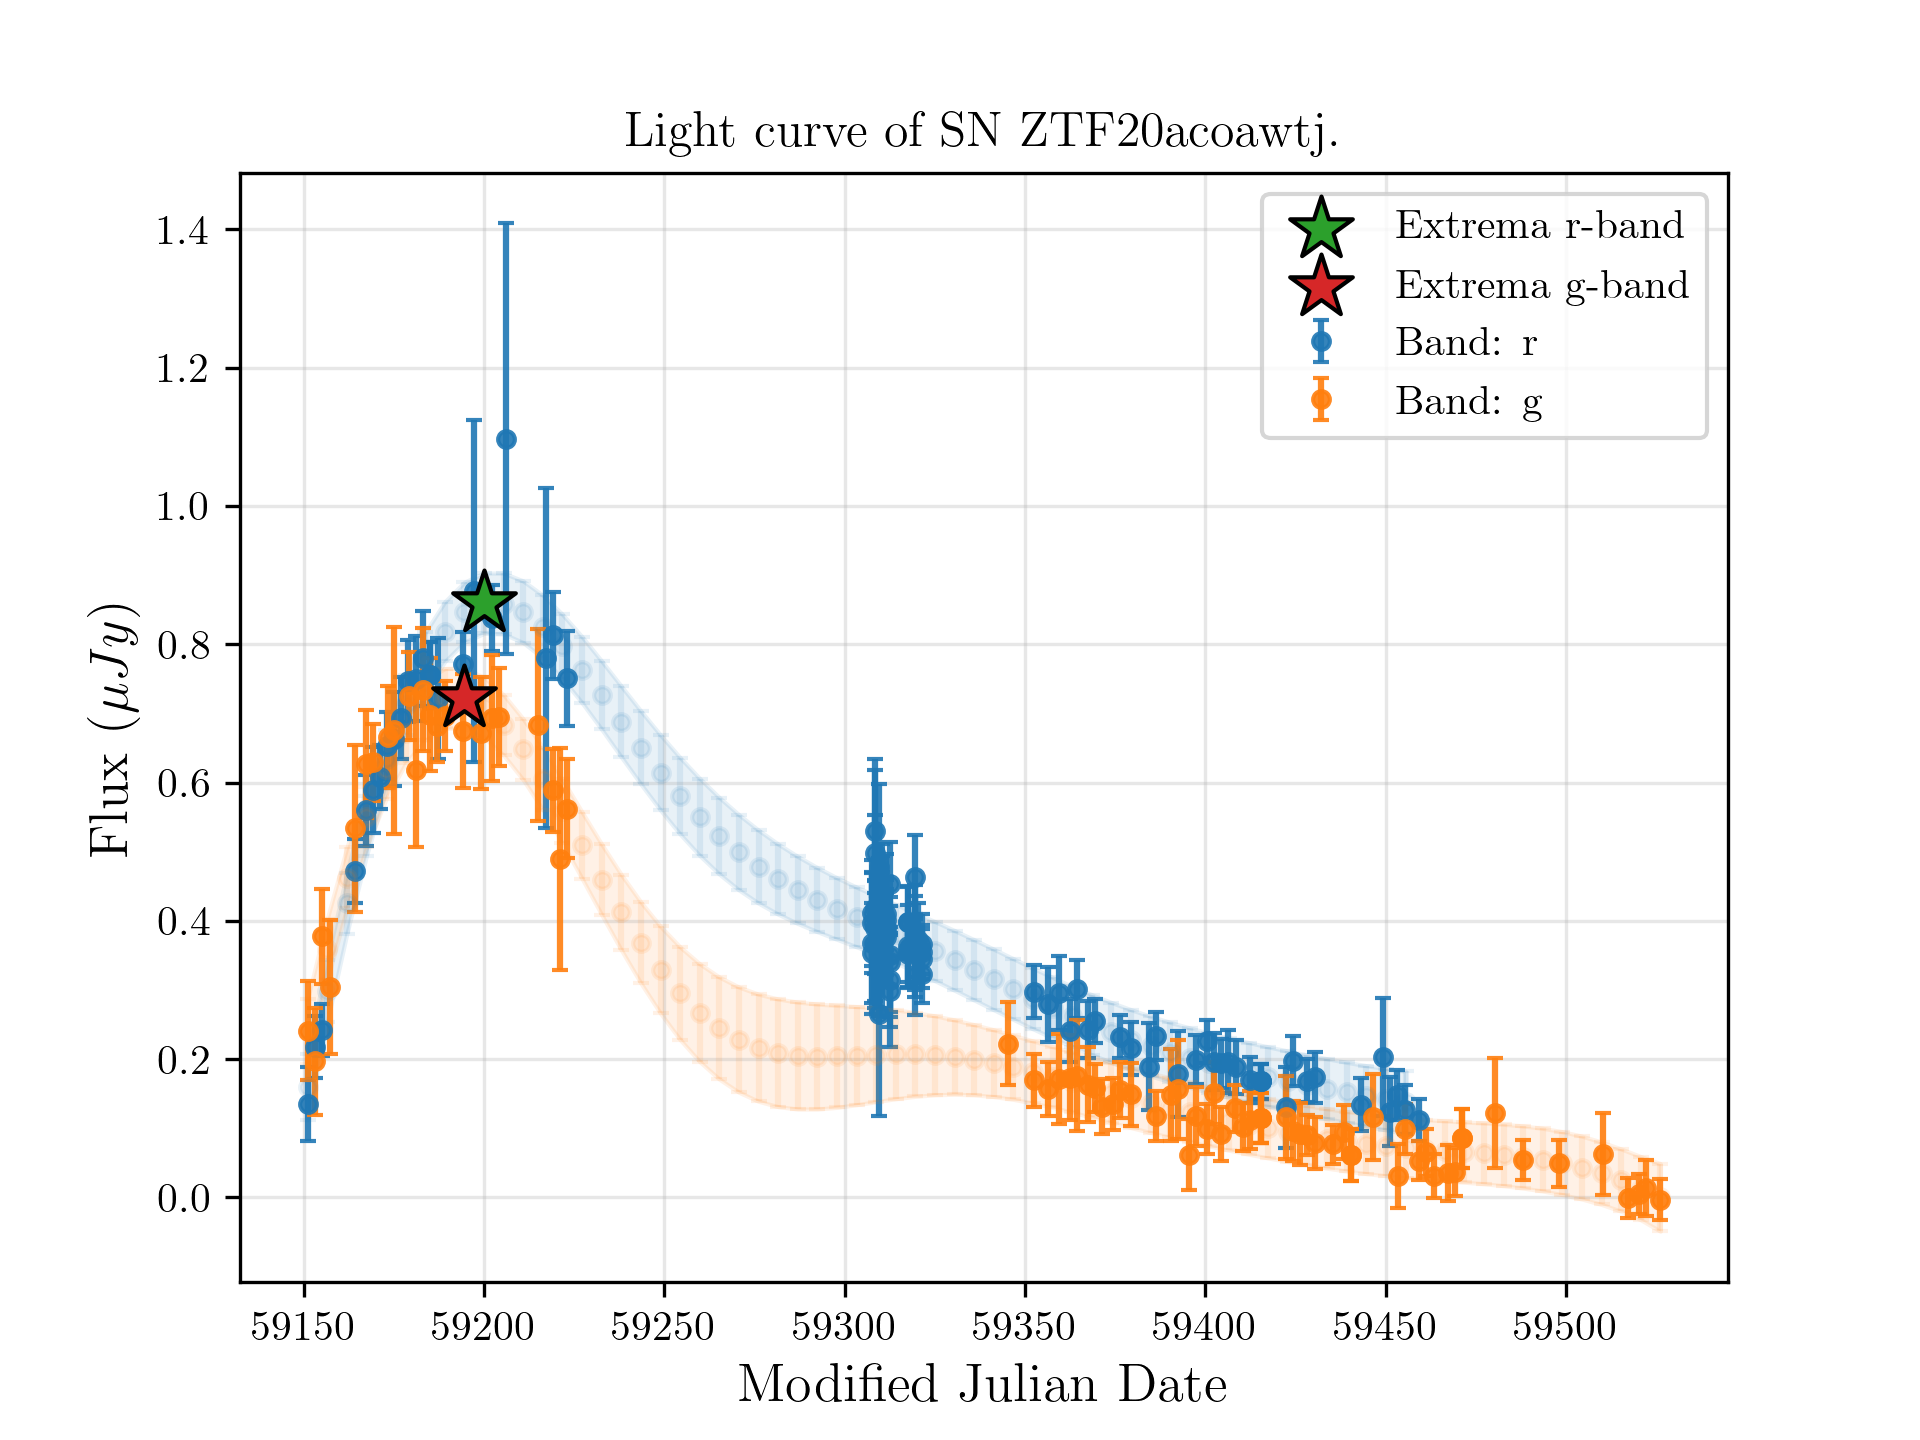 Light curve of SN ZTF20acoawtj.
Extrema r-band
Extrema g-band
Band: r
Band: g
Flux (μJy)
1.4
1.2
1.0
0.8
0.6
0.4
0.2
0.0
59150 59200 59250 59300 59350 59400 59450 59500
Modified Julian Date